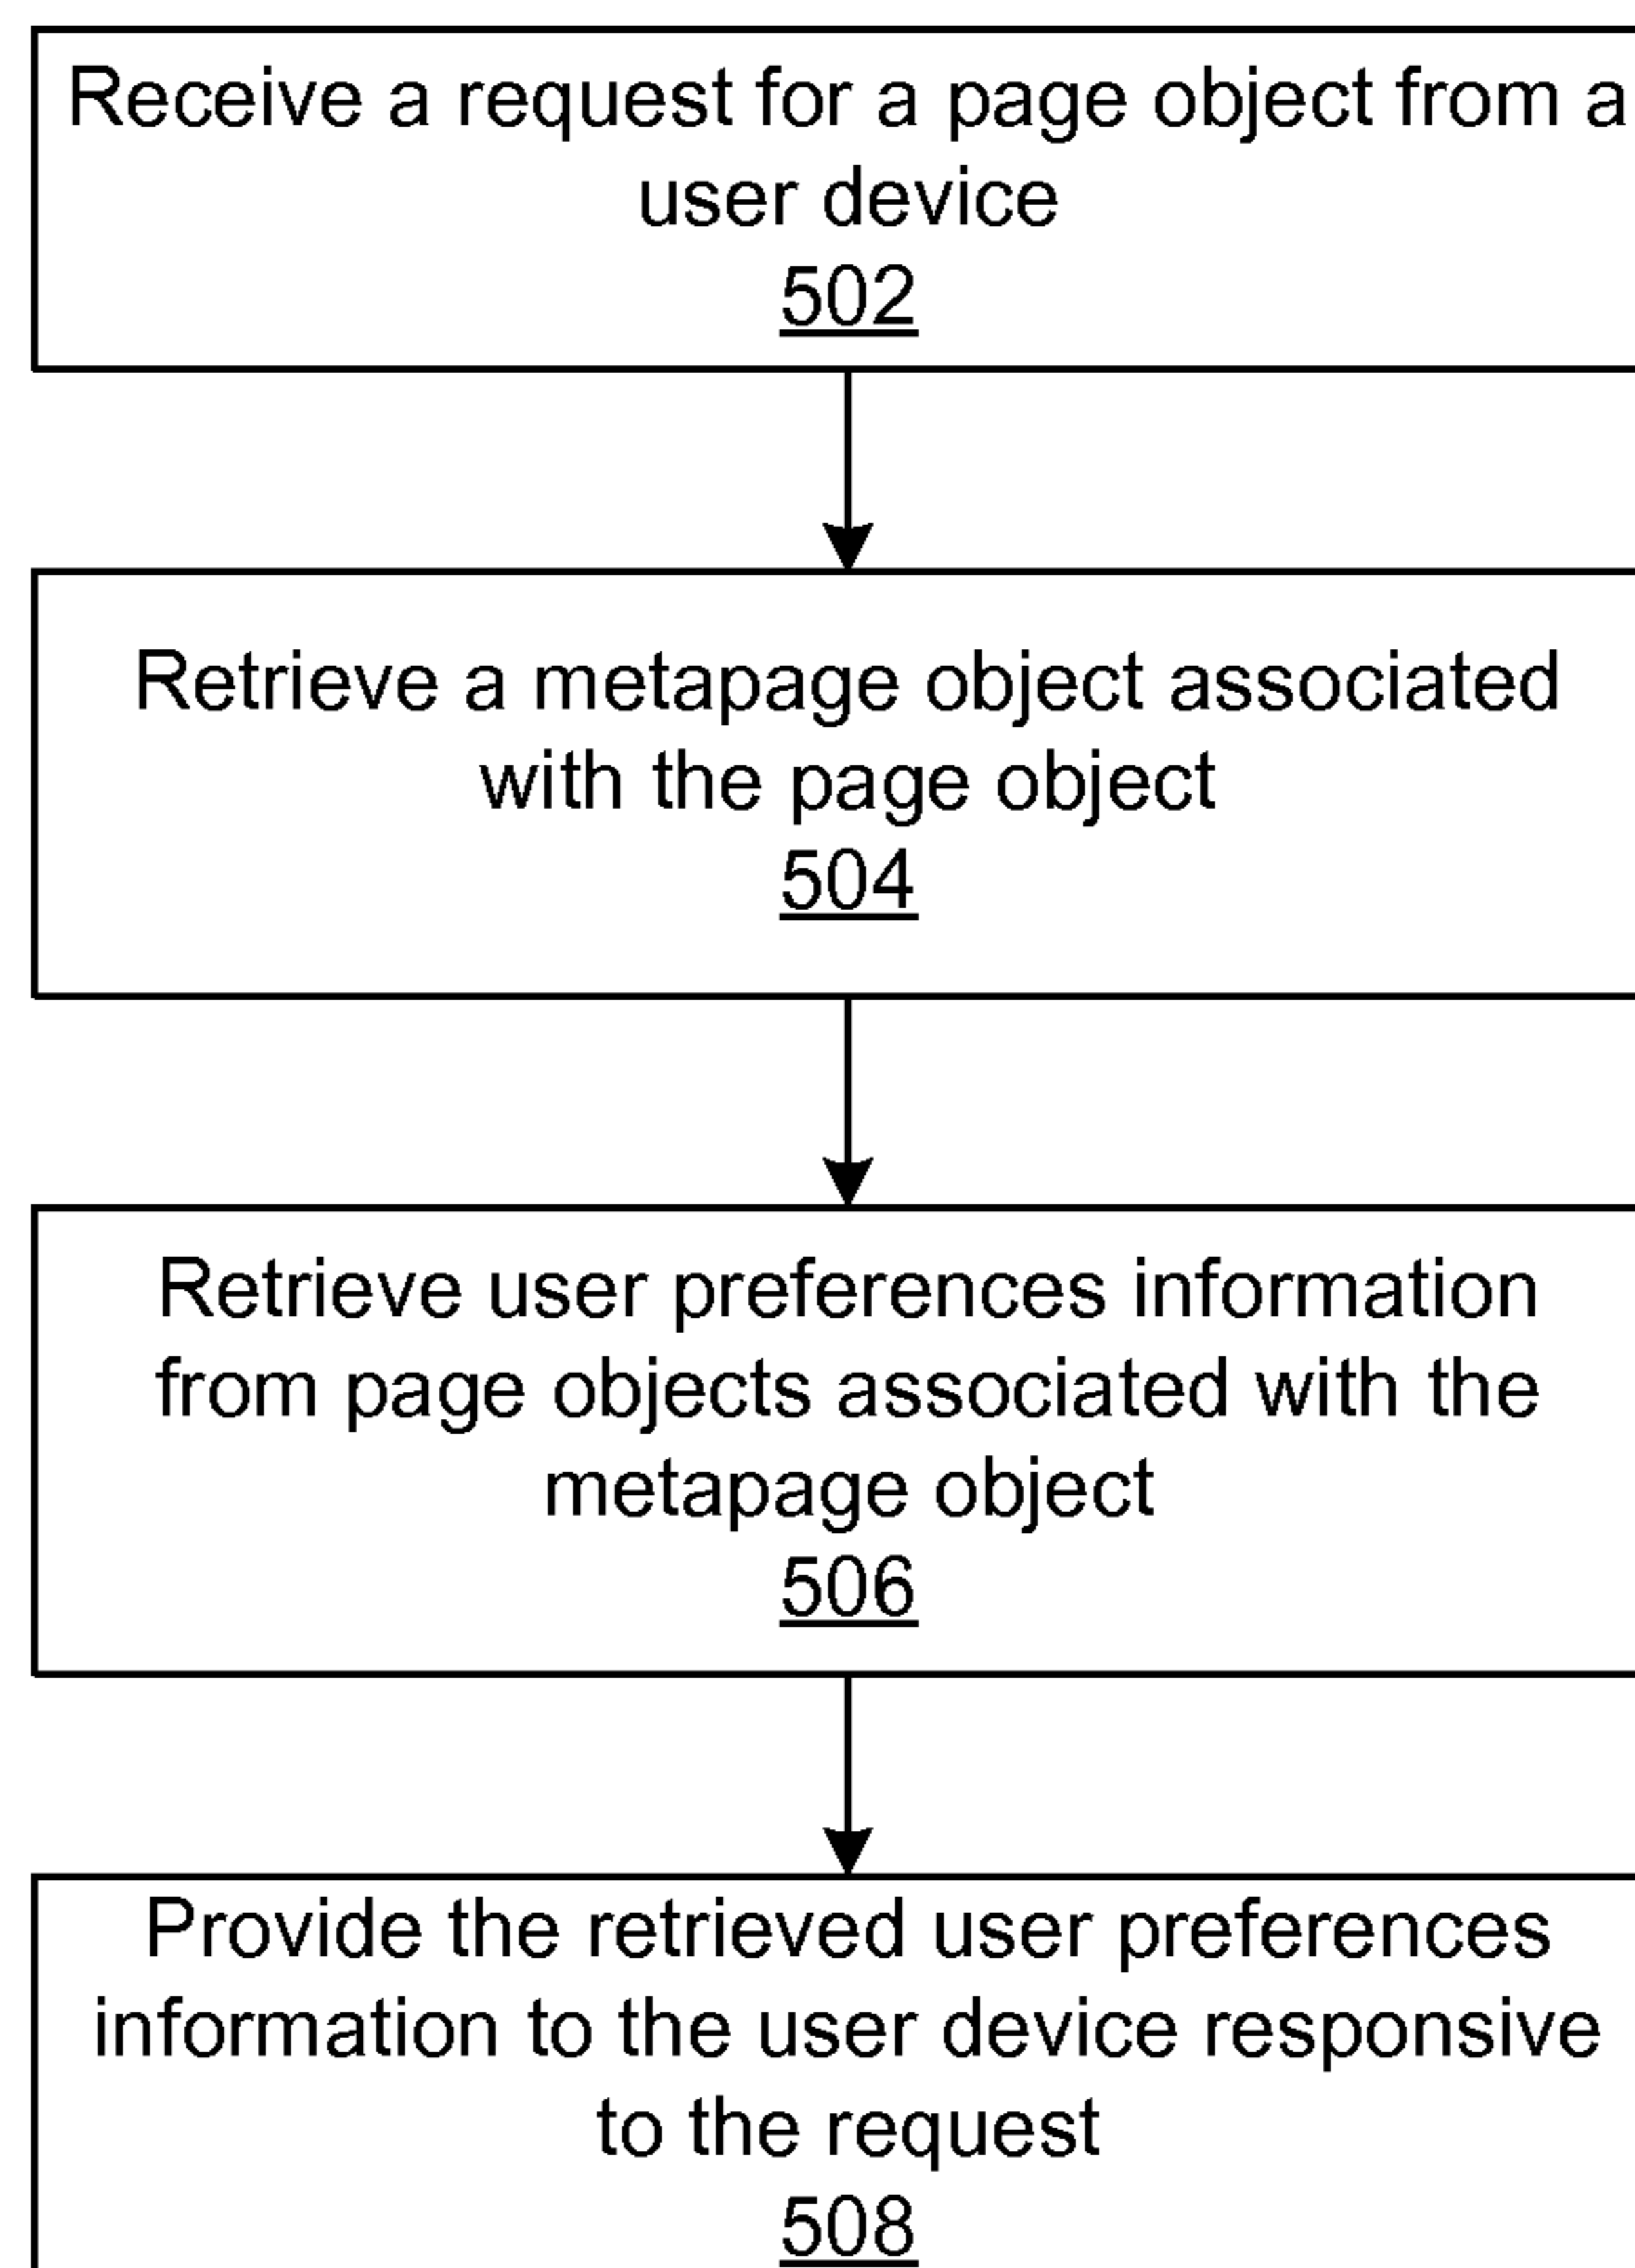 Receive a request for a page object from a
user device
502
Retrieve a metapage object associated
with the page object
504
Retrieve user preferences information
from page objects associated with the
metapage object
506
Provide the retrieved user preferences
information to the user device responsive
to the request
508